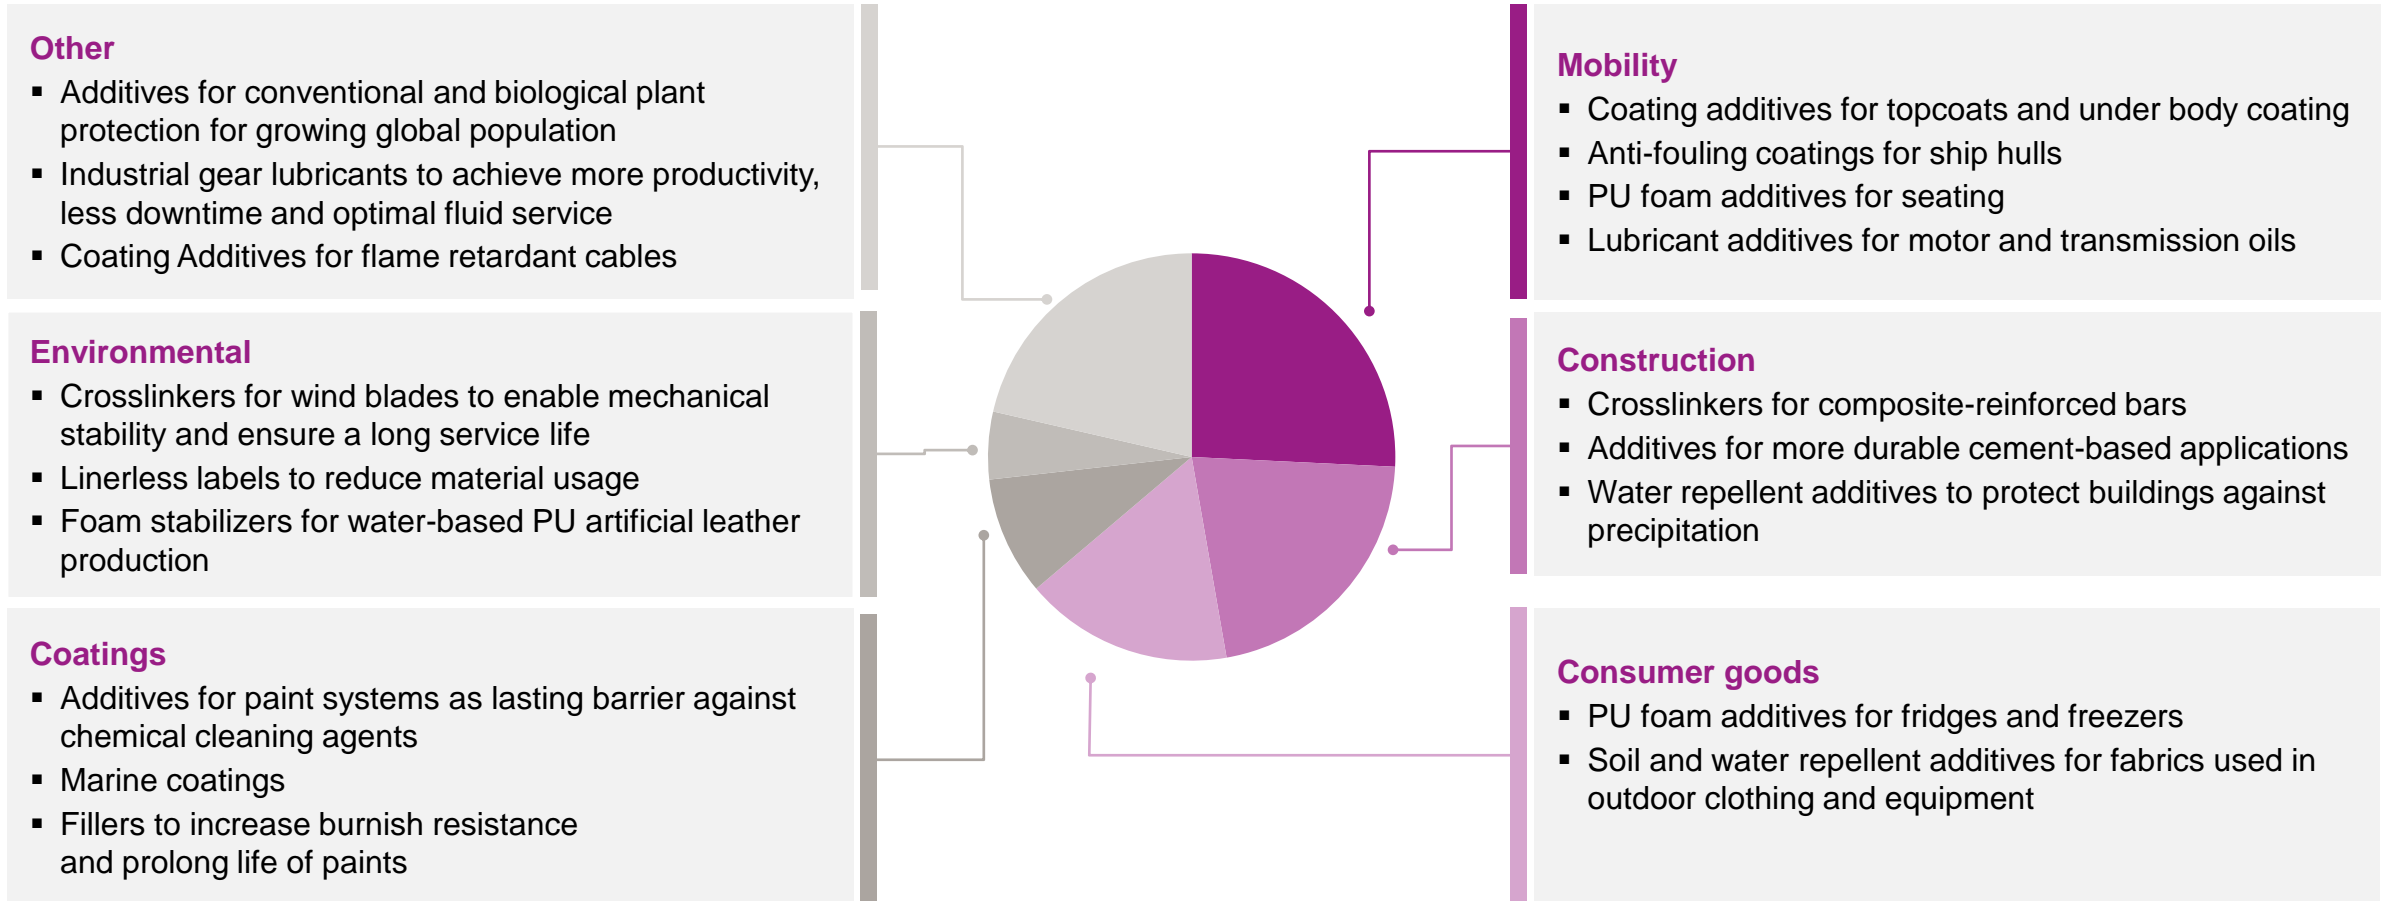 Other
▪ Additives for conventional and biological plant
protection for growing global population
▪ Industrial gear lubricants to achieve more productivity,
less downtime and optimal fluid service
▪ Coating Additives for flame retardant cables
Environmental
▪ Crosslinkers for wind blades to enable mechanical
stability and ensure a long service life
▪ Linerless labels to reduce material usage
▪ Foam stabilizers for water-based PU artificial leather
production
Coatings
▪ Additives for paint systems as lasting barrier against
chemical cleaning agents
▪ Marine coatings
▪ Fillers to increase burnish resistance
and prolong life of paints
Mobility
▪ Coating additives for topcoats and under body coating
▪ Anti-fouling coatings for ship hulls
▪ PU foam additives for seating
▪ Lubricant additives for motor and transmission oils
Construction
▪ Crosslinkers for composite-reinforced bars
▪ Additives for more durable cement-based applications
▪ Water repellent additives to protect buildings against
precipitation
Consumer goods
▪ PU foam additives for fridges and freezers
▪ Soil and water repellent additives for fabrics used in
outdoor clothing and equipment